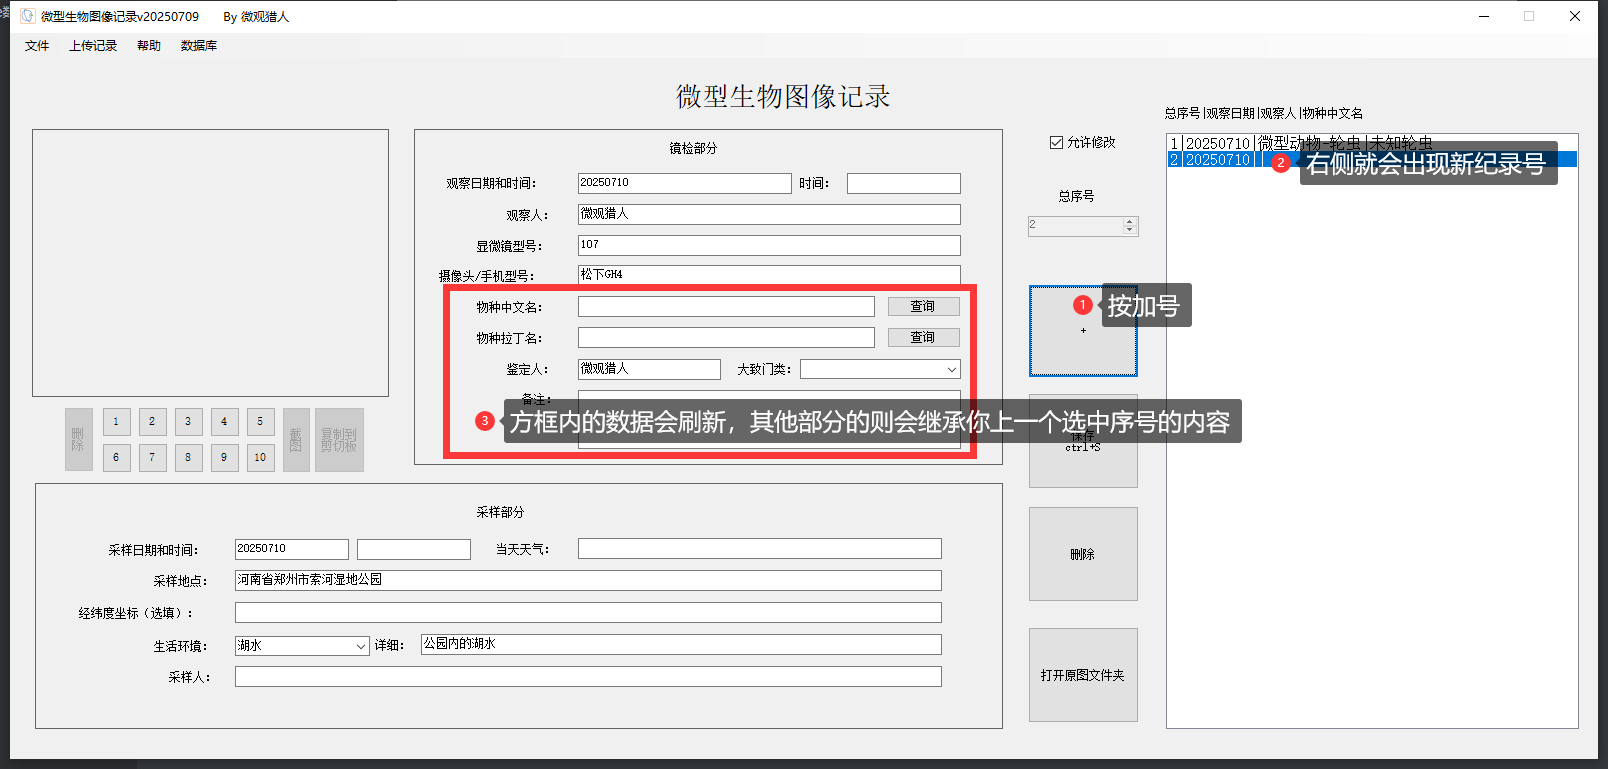 微型生物图像记录v20250709 By 微观猎人
文件 上传记录 帮助 数据库
微型生物图像记录
总序号|观察日期|观察人|物种中文名
1|20250710|微型动物-轮虫|未知轮虫
2|20250710||
2 右侧就会出现新纪录号
镜检部分
允许修改
观察日期和时间: 20250710 时间:
观察人: 微观猎人
总序号
2
显微镜型号: 107
摄像头/手机型号: 松下GH4
物种中文名: 查询
1 按加号
+
物种拉丁名: 查询
鉴定人: 微观猎人 大致门类:
备注:
3 方框内的数据会刷新，其他部分的则会继承你上一个选中序号的内容
保存
ctrl+S
删除
1 2 3 4 5
6 7 8 9 10
截图
复制到
剪切板
采样部分
采样日期和时间: 20250710 当天天气:
采样地点: 河南省郑州市索河湿地公园
经纬度坐标（选填）:
生活环境: 湖水 详细: 公园内的湖水
采样人:
删除
打开原图文件夹